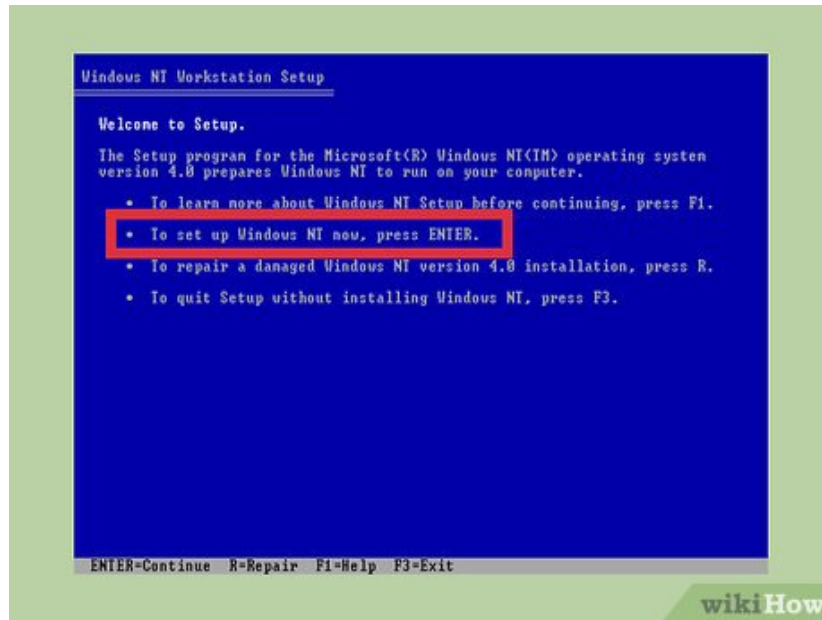 Windows NT Workstation Setup
Welcome to Setup.
The Setup program for the Microsoft(R) Windows NT(TM) operating system
version 4.0 prepares Windows NT to run on your computer.
• To learn more about Windows NT Setup before continuing, press F1.
• To set up Windows NT now, press ENTER.
• To repair a damaged Windows NT version 4.0 installation, press R.
• To quit Setup without installing Windows NT, press F3.
ENTER=Continue R=Repair F1=Help F3=Exit
wikiHow